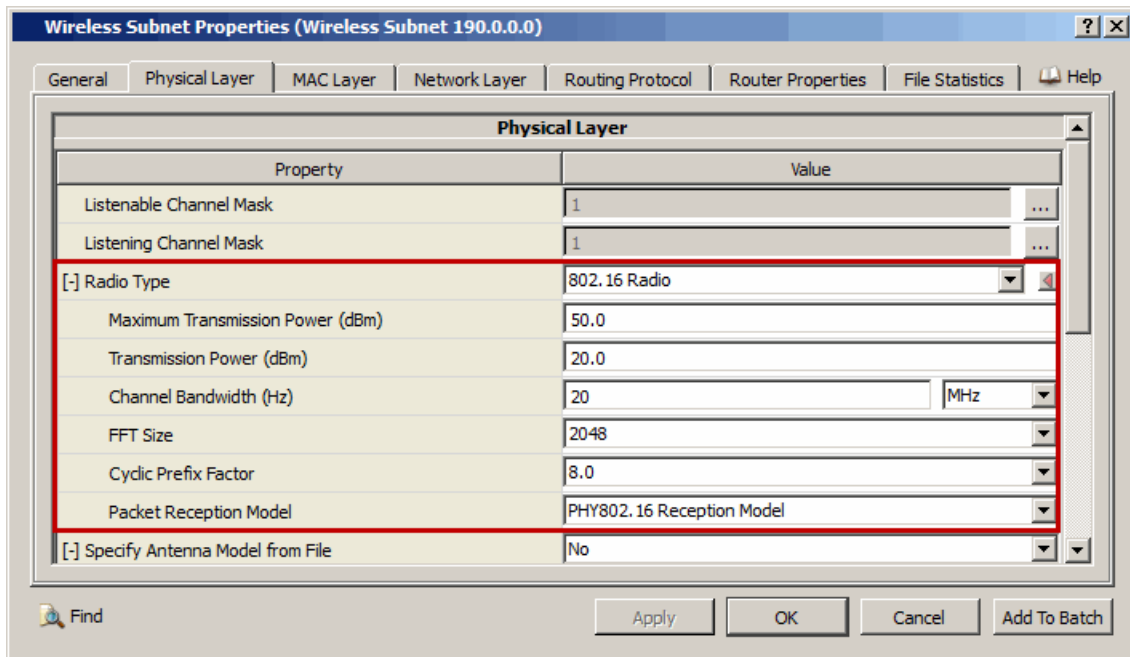 Wireless Subnet Properties (Wireless Subnet 190.0.0.0) ? X
General Physical Layer MAC Layer Network Layer Routing Protocol Router Properties File Statistics Help
Physical Layer
Property Value
Listenable Channel Mask 1 ...
Listening Channel Mask 1 ...
[-] Radio Type 802.16 Radio
Maximum Transmission Power (dBm) 50.0
Transmission Power (dBm) 20.0
Channel Bandwidth (Hz) 20 MHz
FFT Size 2048
Cyclic Prefix Factor 8.0
Packet Reception Model PHY802.16 Reception Model
[-] Specify Antenna Model from File No
Find Apply OK Cancel Add To Batch